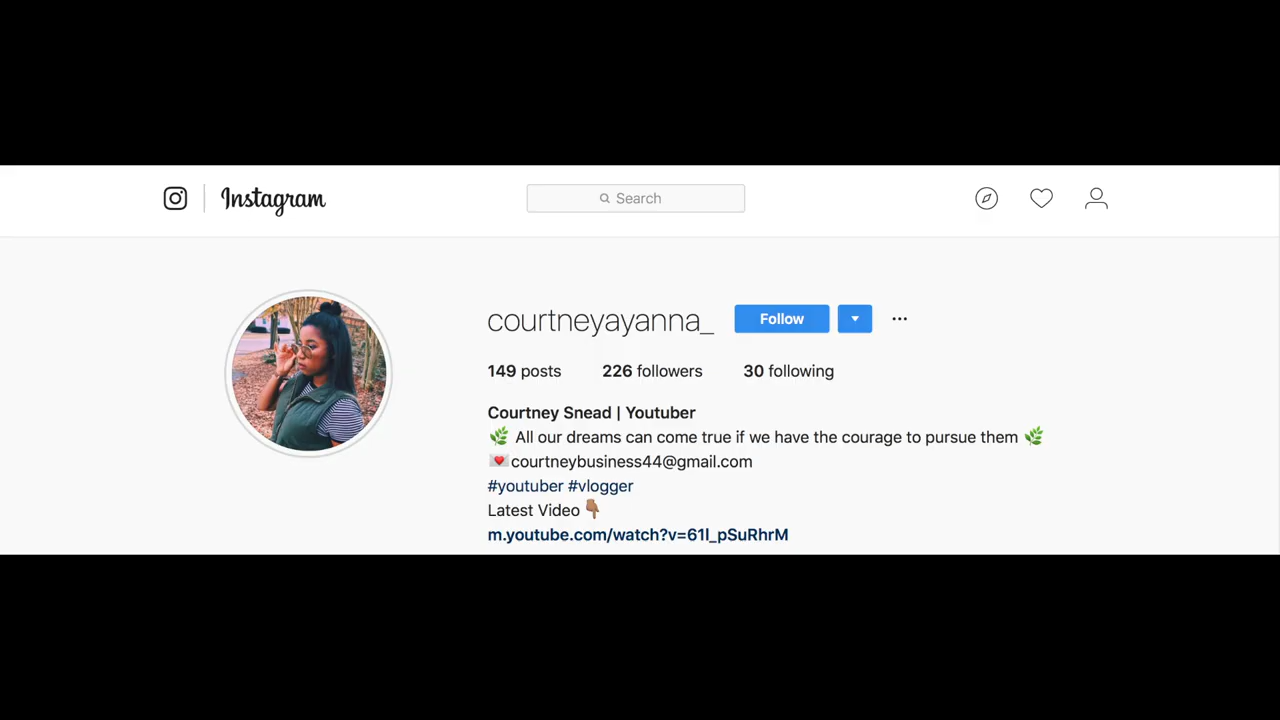 Instagram
Search
courtneyayanna_
Follow
149 posts 226 followers 30 following
Courtney Snead | Youtuber
🌿 All our dreams can come true if we have the courage to pursue them 🌿
💌courtneybusiness44@gmail.com
#youtuber #vlogger
Latest Video 👇🏽
m.youtube.com/watch?v=61l_pSuRhrM